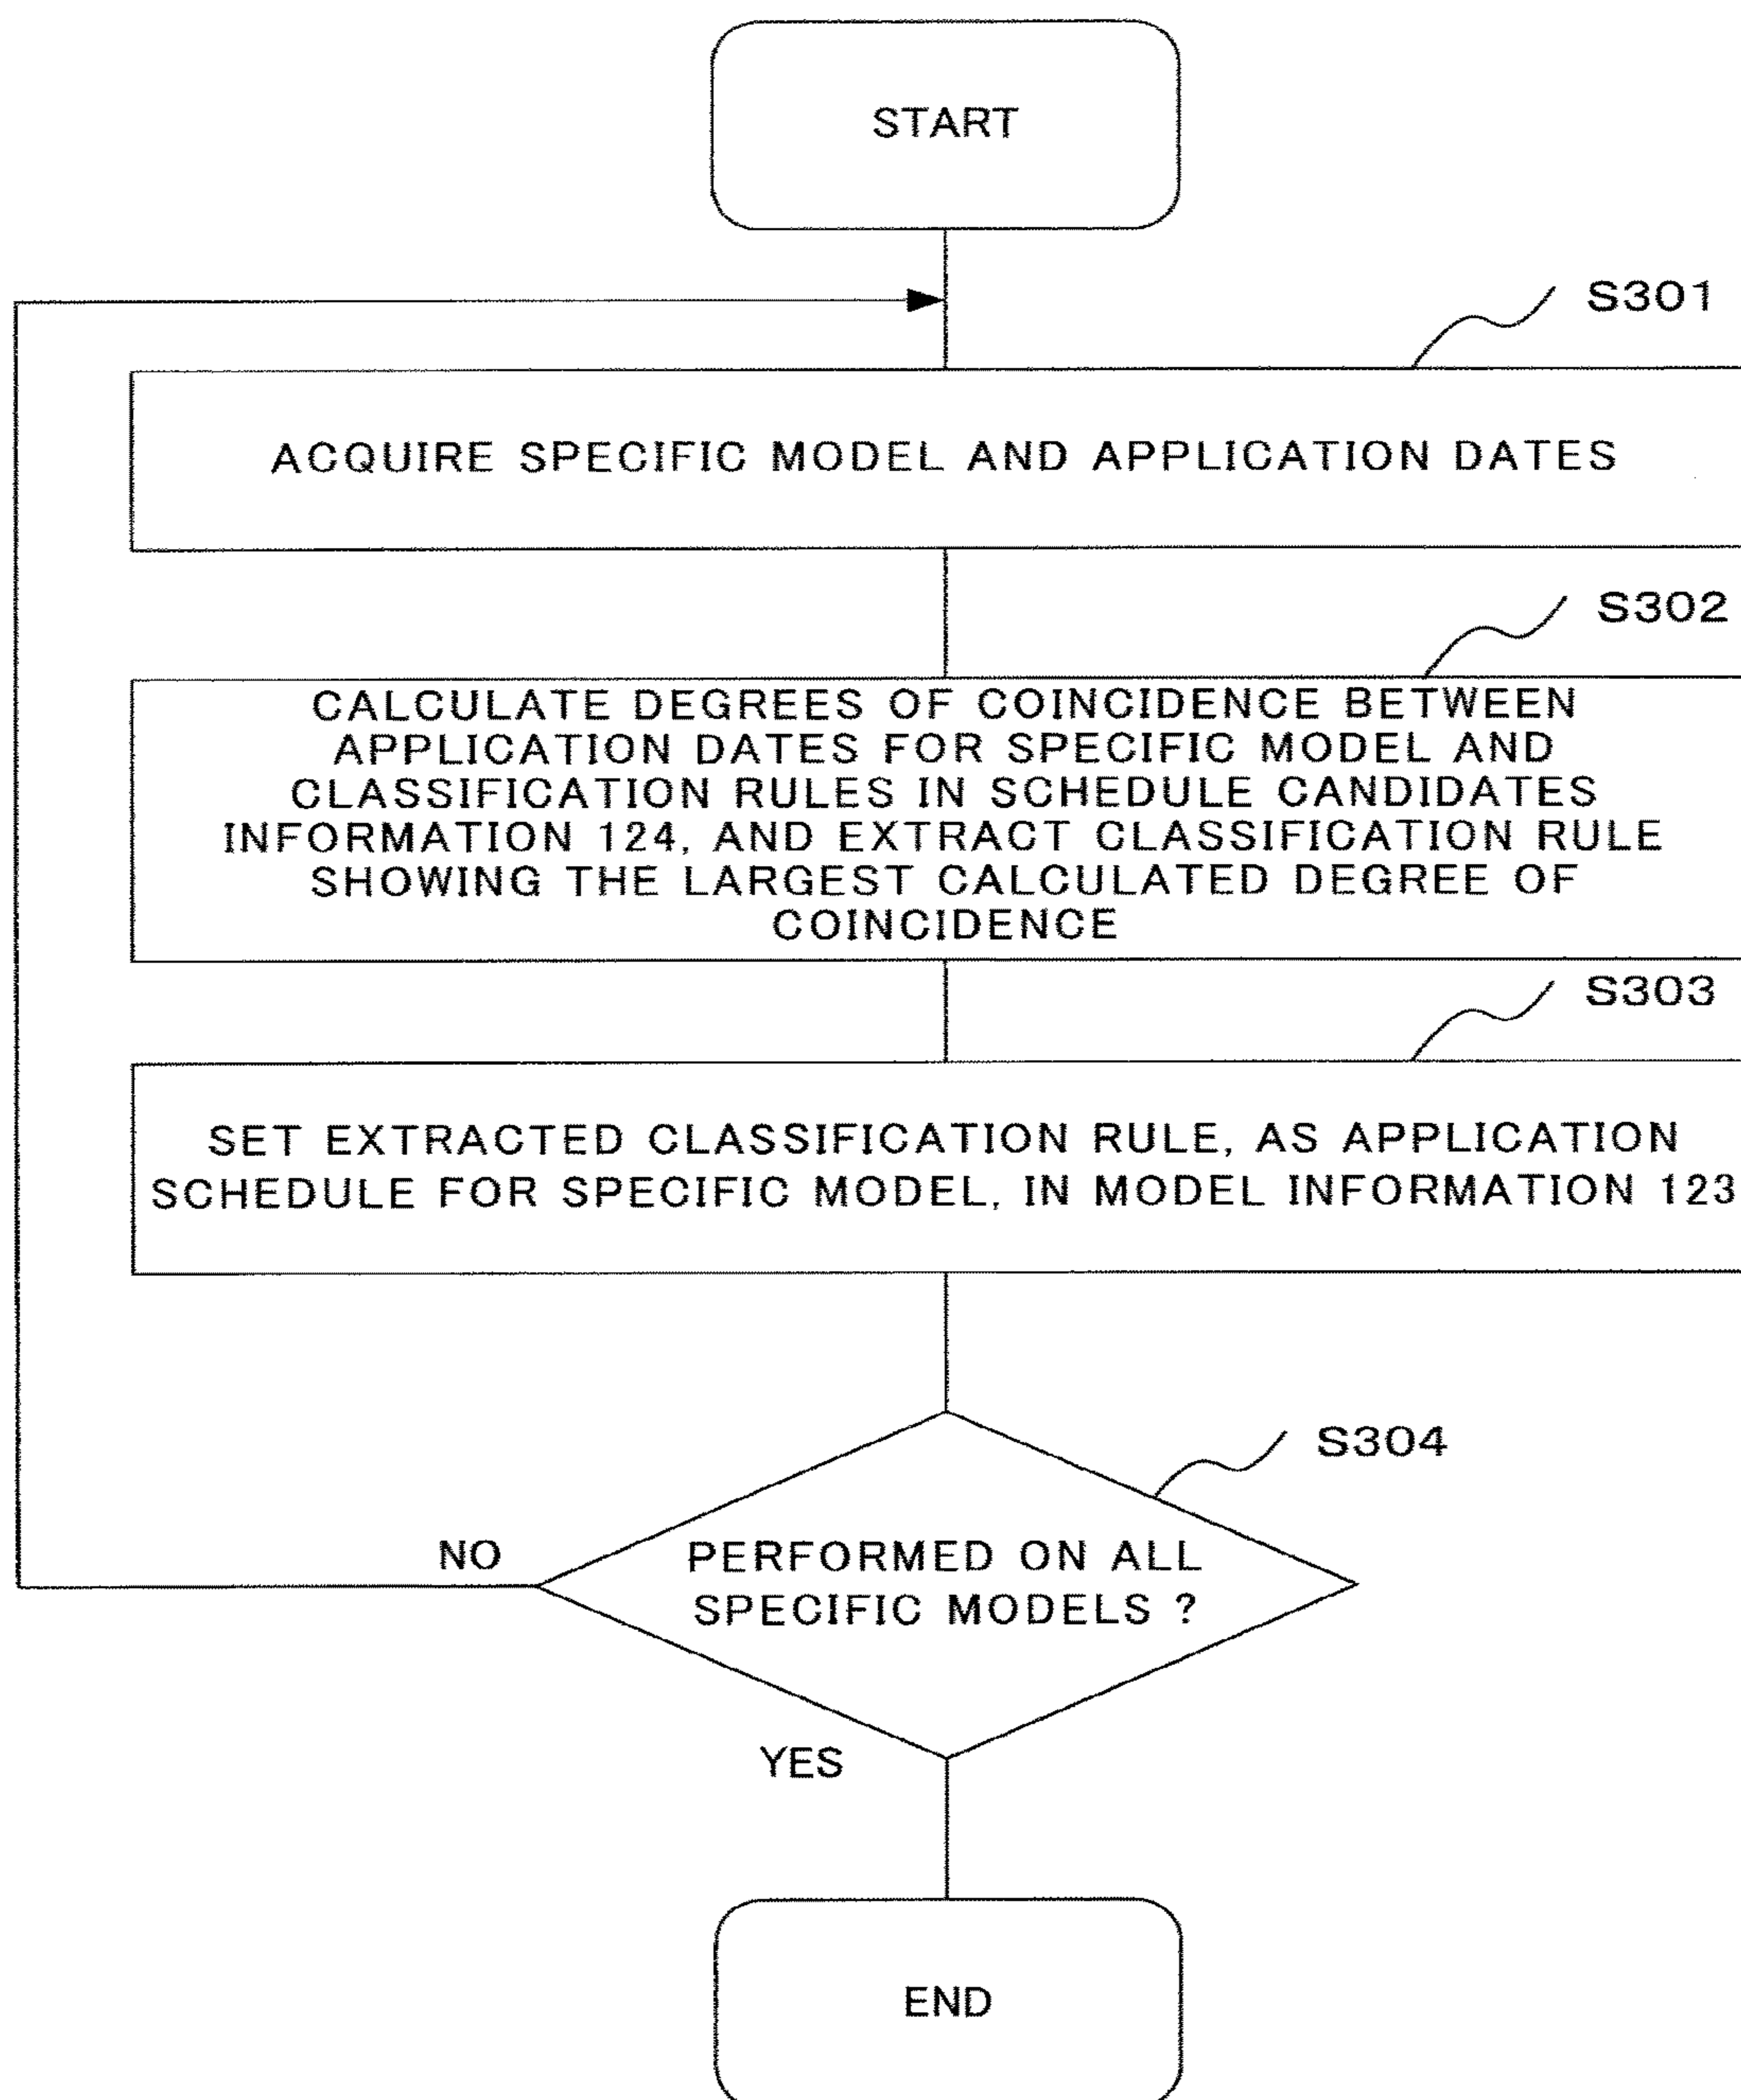 START
S301
ACQUIRE SPECIFIC MODEL AND APPLICATION DATES
S302
CALCULATE DEGREES OF COINCIDENCE BETWEEN
APPLICATION DATES FOR SPECIFIC MODEL AND
CLASSIFICATION RULES IN SCHEDULE CANDIDATES
INFORMATION 124, AND EXTRACT CLASSIFICATION RULE
SHOWING THE LARGEST CALCULATED DEGREE OF
COINCIDENCE
S303
SET EXTRACTED CLASSIFICATION RULE, AS APPLICATION
SCHEDULE FOR SPECIFIC MODEL, IN MODEL INFORMATION 123
S304
NO
PERFORMED ON ALL
SPECIFIC MODELS ?
YES
END